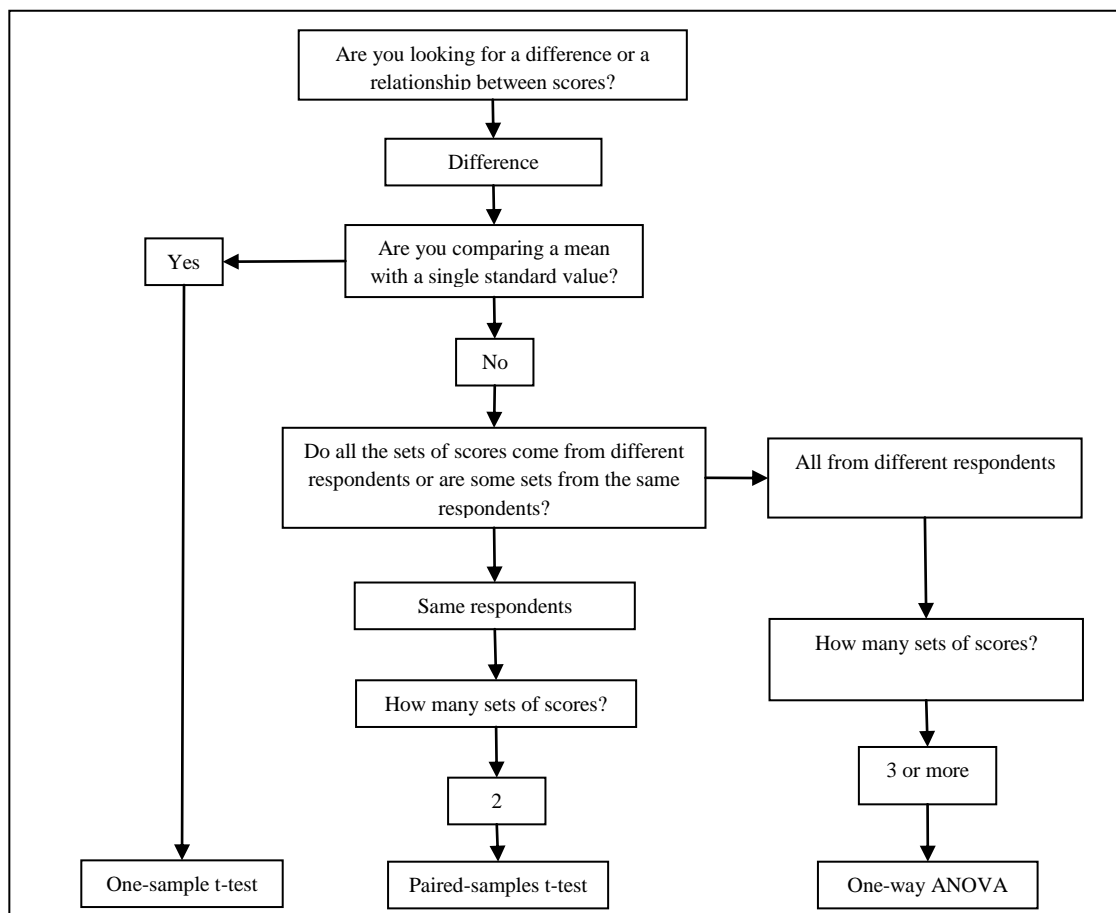 Are you looking for a difference or a
relationship between scores?
Difference
Yes
Are you comparing a mean
with a single standard value?
No
Do all the sets of scores come from different
respondents or are some sets from the same
respondents?
All from different respondents
Same respondents
How many sets of scores?
How many sets of scores?
2
3 or more
One-sample t-test
Paired-samples t-test
One-way ANOVA